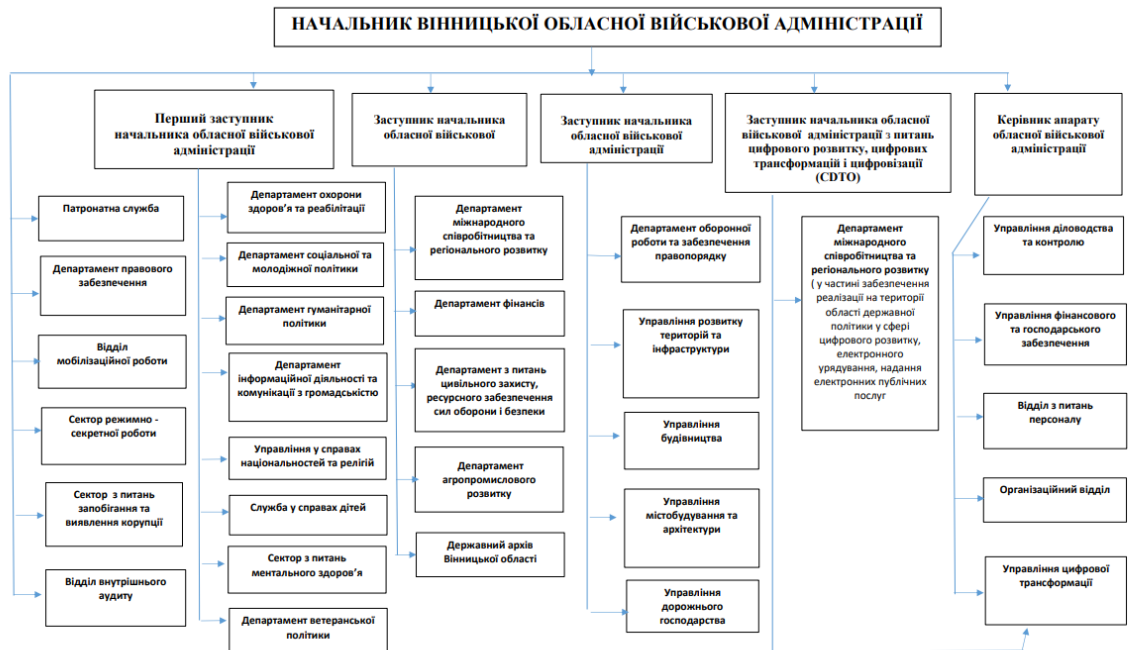 НАЧАЛЬНИК ВІННИЦЬКОЇ ОБЛАСНОЇ ВІЙСЬКОВОЇ АДМІНІСТРАЦІЇ
Перший заступник
начальника обласної військової
адміністрації
Заступник начальника
обласної військової
Заступник начальника
обласної військової
адміністрації
Заступник начальника обласної
військової адміністрації з питань
цифрового розвитку, цифрових
трансформацій і цифровізації
(CDTO)
Керівник апарату
обласної військової
адміністрації
Патронатна служба
Департамент правового
забезпечення
Відділ
мобілізаційної роботи
Сектор режимно -
секретної роботи
Сектор з питань
запобігання та
виявлення корупції
Відділ внутрішнього
аудиту
Департамент охорони
здоров’я та реабілітації
Департамент соціальної та
молодіжної політики
Департамент гуманітарної
політики
Департамент
інформаційної діяльності та
комунікації з громадськістю
Управління у справах
національностей та релігій
Служба у справах дітей
Сектор з питань
ментального здоров’я
Департамент ветеранської
політики
Департамент
міжнародного
співробітництва та
регіонального розвитку
Департамент фінансів
Департамент з питань
цивільного захисту,
ресурсного забезпечення
сил оборони і безпеки
Департамент
агропромислового
розвитку
Державний архів
Вінницької області
Департамент оборонної
роботи та забезпечення
правопорядку
Управління розвитку
територій та
інфраструктури
Управління
будівництва
Управління
містобудування та
архітектури
Управління
дорожнього
господарства
Департамент
міжнародного
співробітництва та
регіонального розвитку
( у частині забезпечення
реалізації на території
області державної
політики у сфері
цифрового розвитку,
електронного
урядування, надання
електронних публічних
послуг
Управління діловодства
та контролю
Управління фінансового
та господарського
забезпечення
Відділ з питань
персоналу
Організаційний відділ
Управління цифрової
трансформації